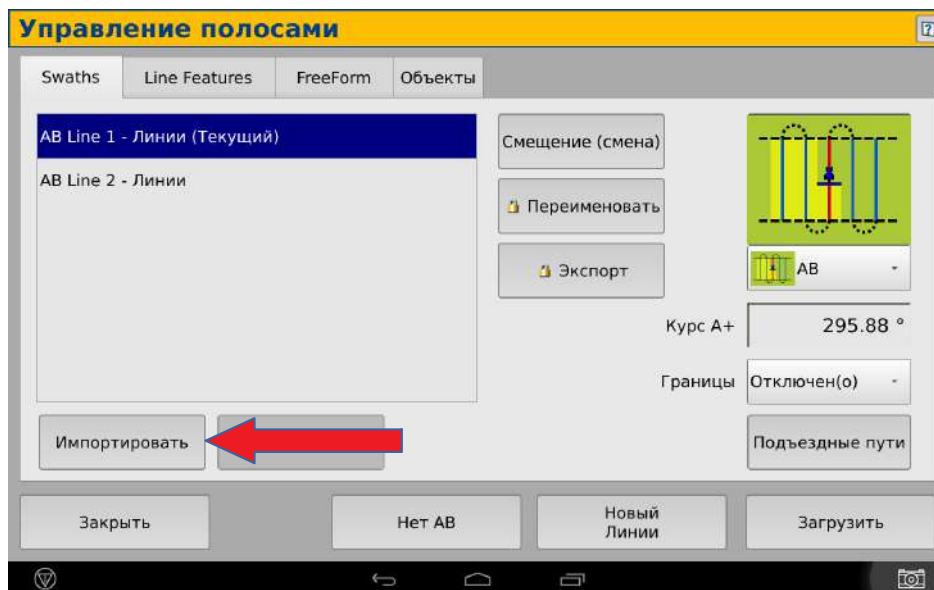 Управление полосами
Swaths
Line Features
FreeForm
Объекты
AB Line 1 - Линии (Текущий)
AB Line 2 - Линии
Смещение (смена)
Переименовать
Экспорт
AB
Курс A+
295.88 °
Границы
Отключен(о)
Импортировать
Подъездные пути
Закрыть
Нет AB
Новый
Линии
Загрузить